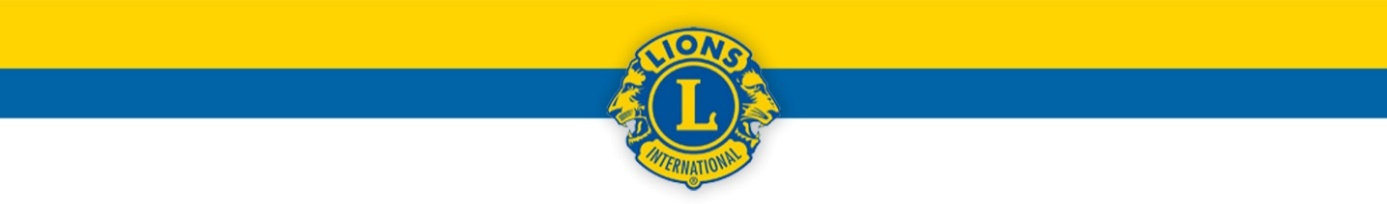 LIONS
L
INTERNATIONAL
®